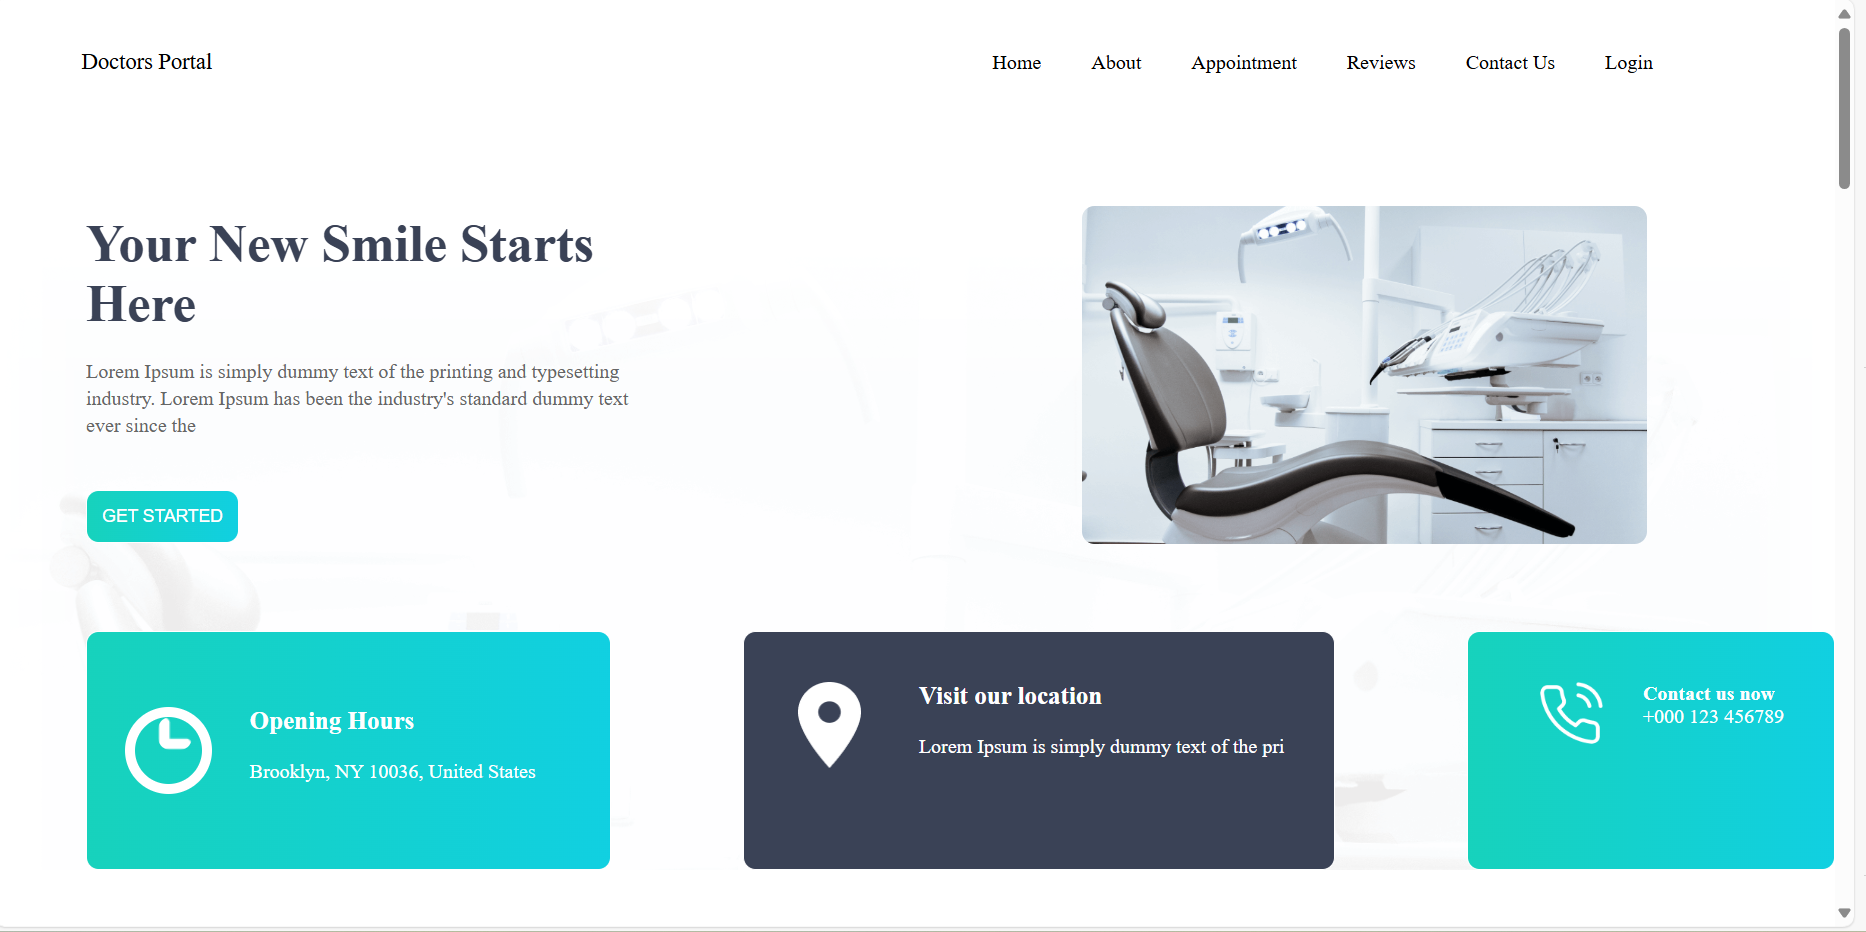 Doctors Portal
Home About Appointment Reviews Contact Us Login
Your New Smile Starts
Here
Lorem Ipsum is simply dummy text of the printing and typesetting
industry. Lorem Ipsum has been the industry's standard dummy text
ever since the
GET STARTED
Opening Hours
Brooklyn, NY 10036, United States
Visit our location
Lorem Ipsum is simply dummy text of the pri
Contact us now
+000 123 456789